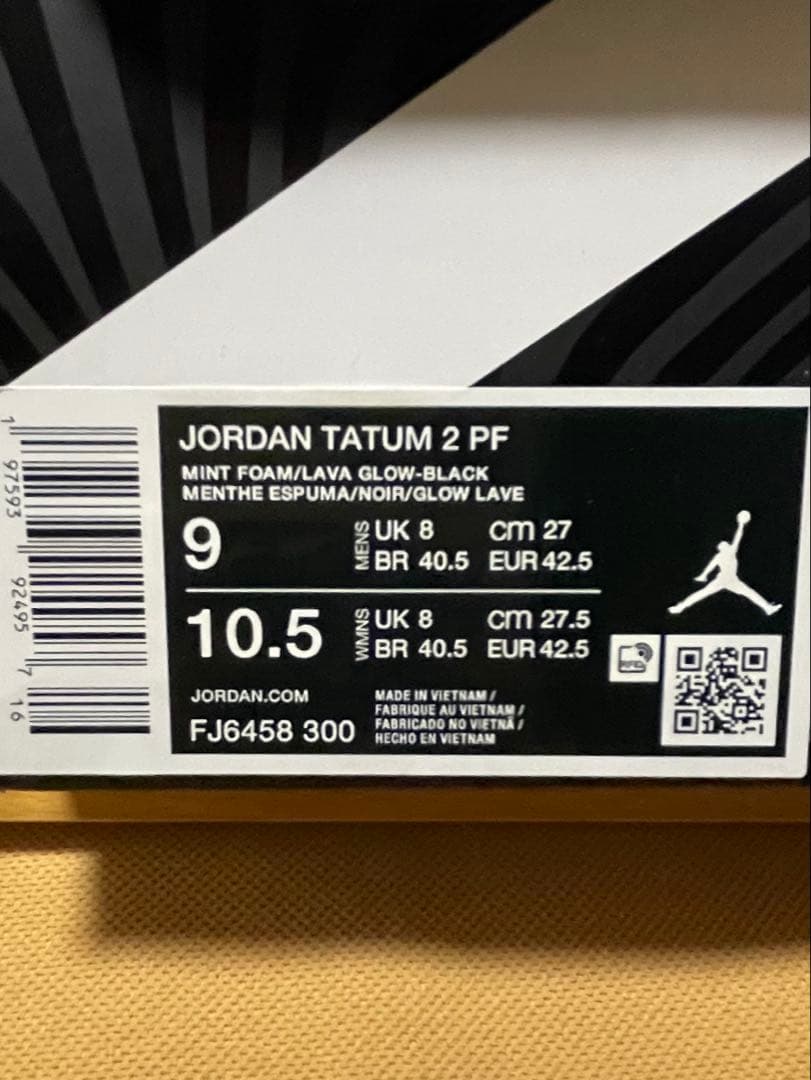 JORDAN TATUM 2 PF
MINT FOAM/LAVA GLOW-BLACK
MENTHE ESPUMA/NOIR/GLOW LAVE
9 MENS UK 8 cm 27
BR 40.5 EUR 42.5
10.5 WMNS UK 8 cm 27.5
BR 40.5 EUR 42.5
RFID
JORDAN.COM
FJ6458 300
MADE IN VIETNAM /
FABRIQUE AU VIETNAM /
FABRICADO NO VIETNÃ /
HECHO EN VIETNAM
1 97593 92495 7 16